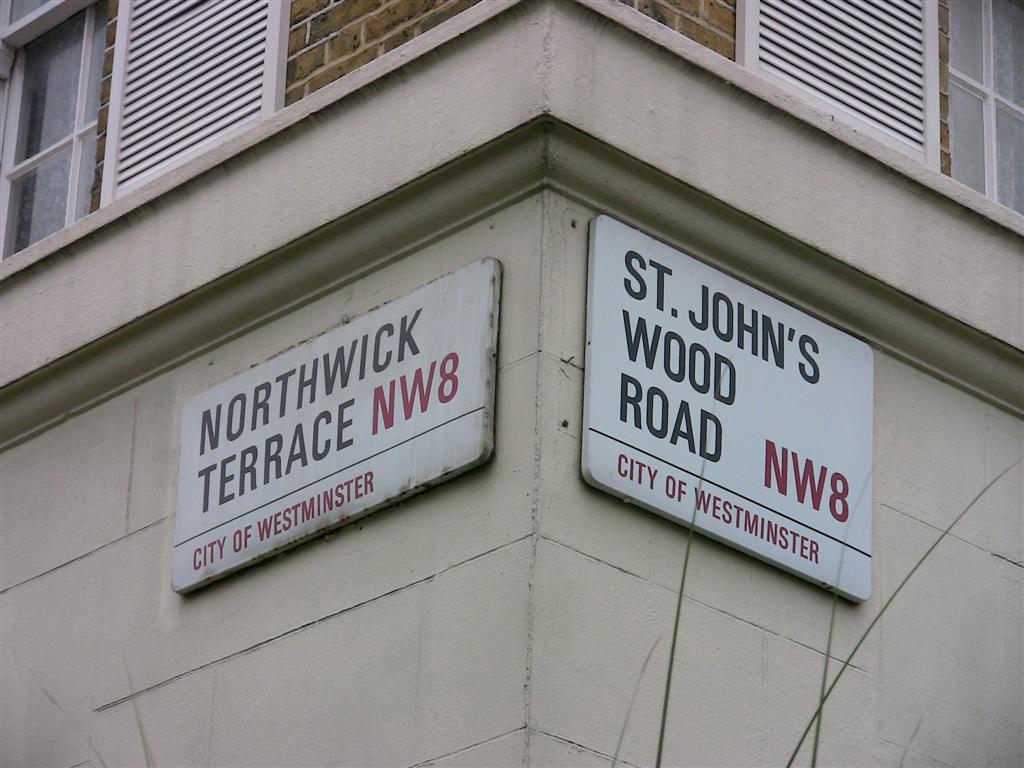 NORTHWICK
TERRACE NW8
CITY OF WESTMINSTER
ST. JOHN'S
WOOD
ROAD
NW8
CITY OF WESTMINSTER